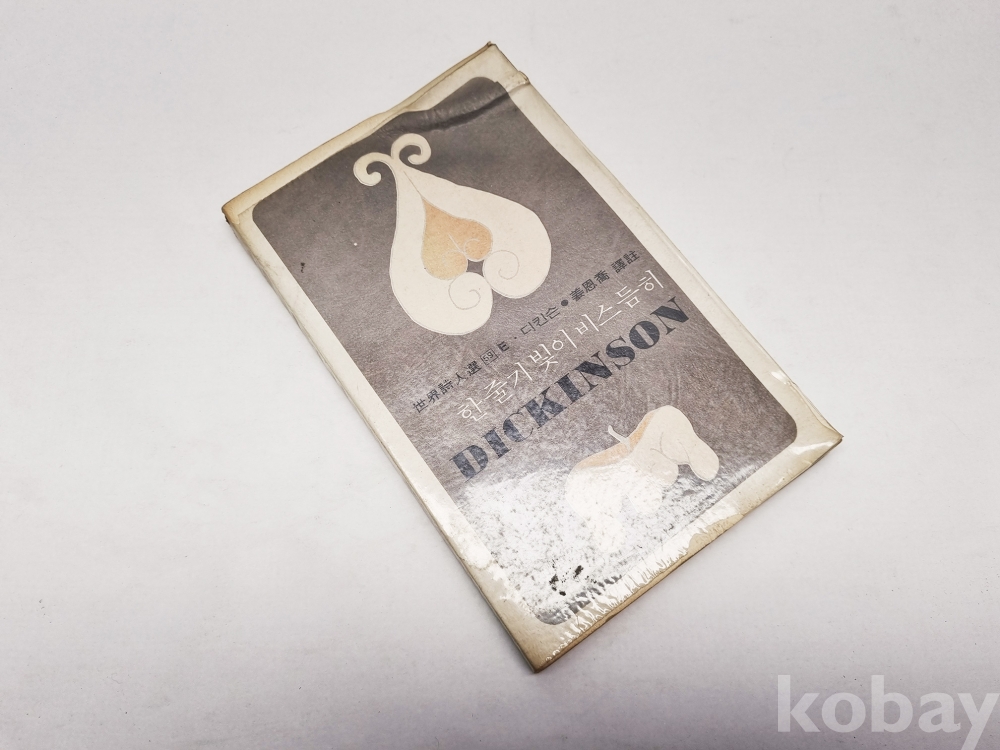 世界詩人選 59 E·디킨슨 ● 姜恩喬 譯註
한줄기 빛이 비스듬히
DICKINSON
kobay